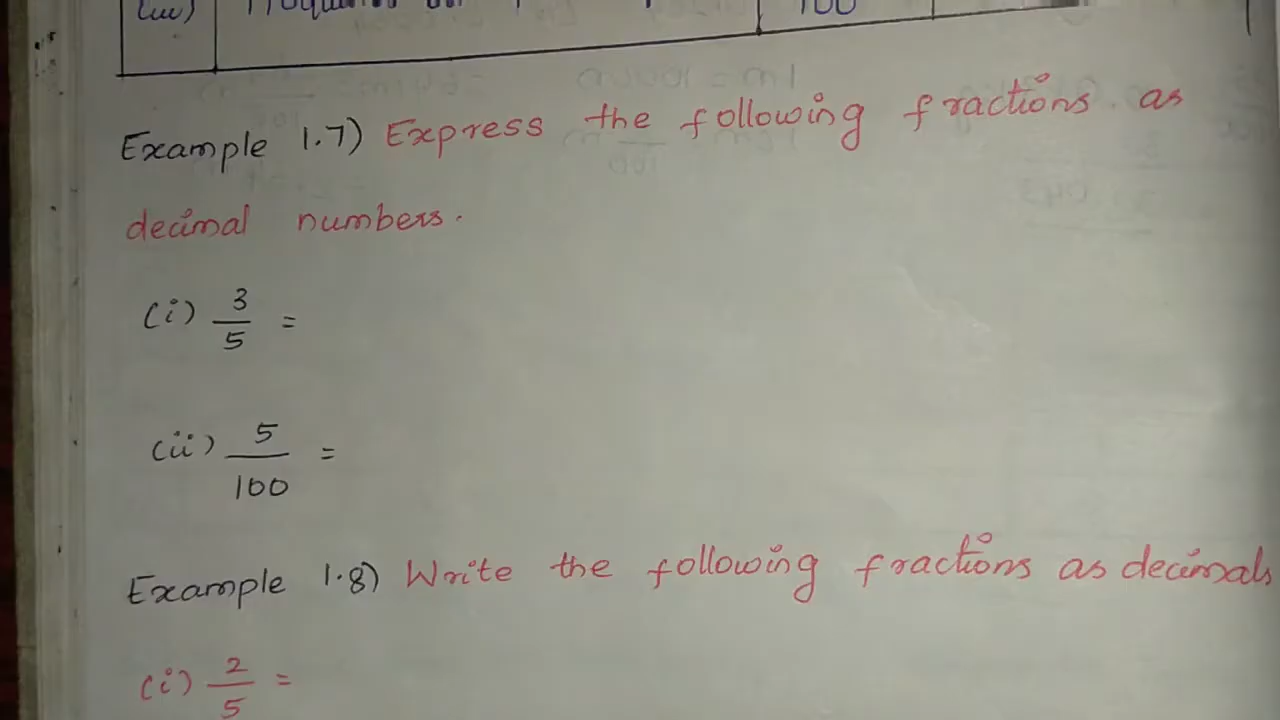 100
Example 1.7) Express the following fractions as
decimal numbers.
(i) 3/5 =
(ii) 5/100 =
Example 1.8) Write the following fractions as decimals
(i) 2/5 =